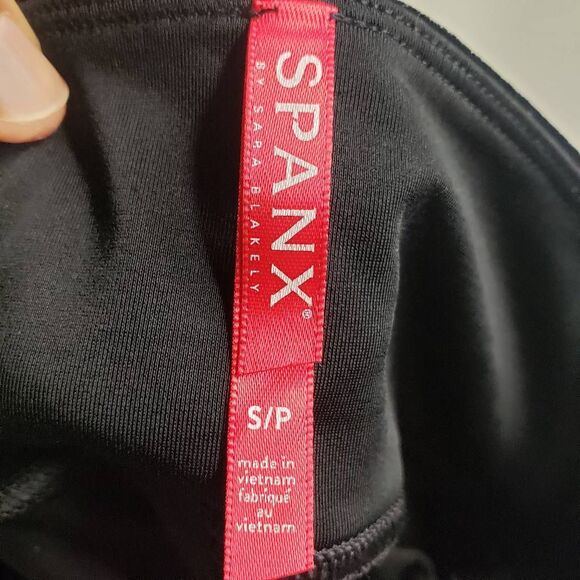 SPANX®
BY SARA BLAKELY
S/P
made in
vietnam
fabriqué
au
vietnam